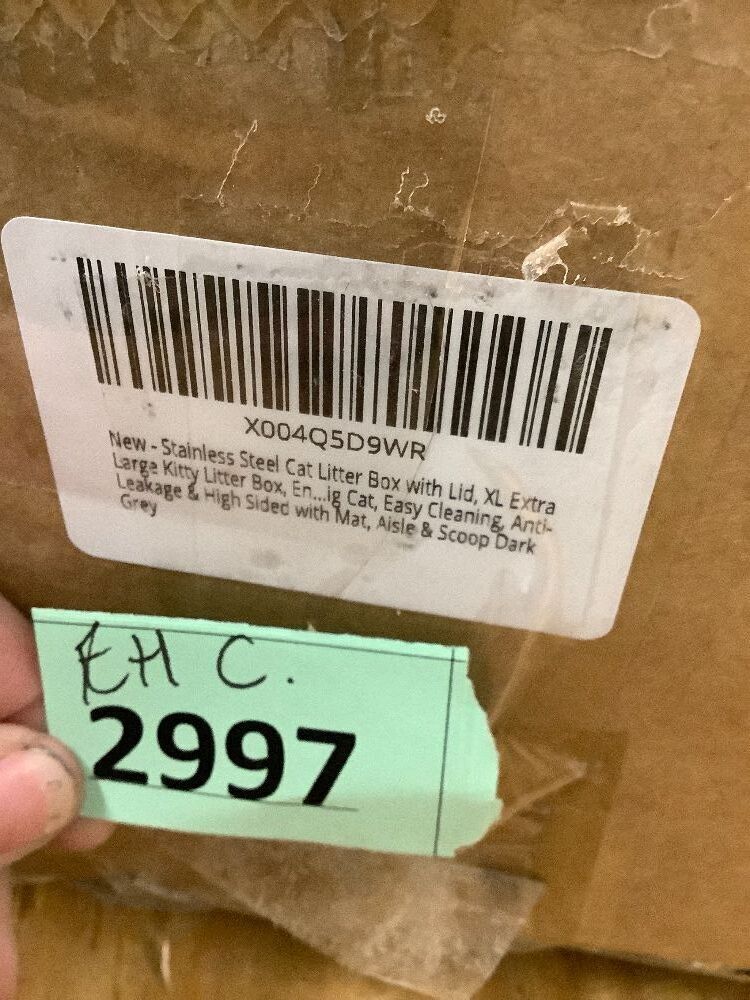 X004Q5D9WR
New - Stainless Steel Cat Litter Box with Lid, XL Extra
Large Kitty Litter Box, En...ig Cat, Easy Cleaning, Anti-
Leakage & High Sided with Mat, Aisle & Scoop Dark
Grey
EH C.
2997